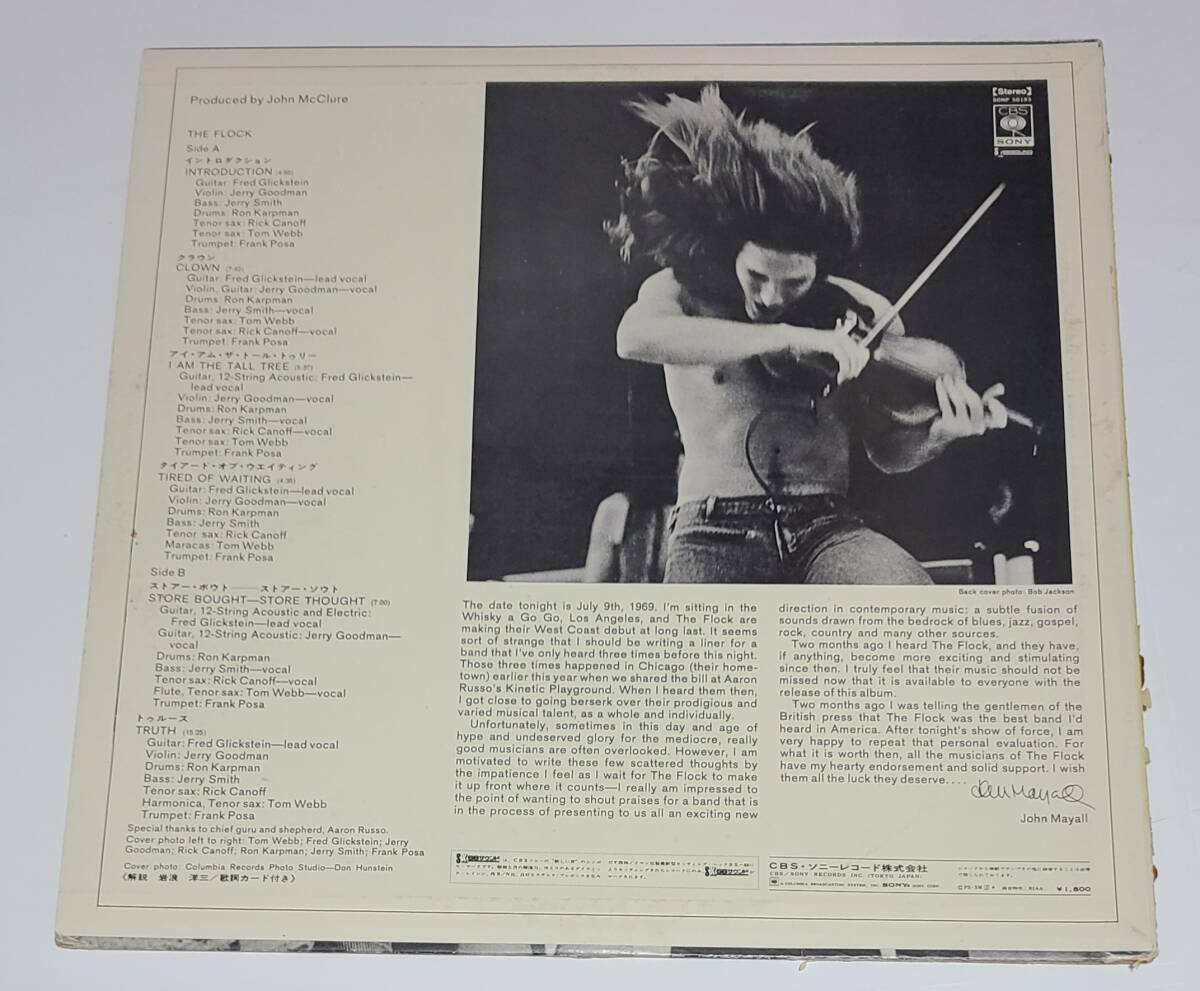 Produced by John McClure
THE FLOCK
Side A
イントロダクション
INTRODUCTION (4:50)
Guitar: Fred Glickstein
Violin: Jerry Goodman
Bass: Jerry Smith
Drums: Ron Karpman
Tenor sax: Rick Canoff
Tenor sax: Tom Webb
Trumpet: Frank Posa
クラウン
CLOWN (7:42)
Guitar: Fred Glickstein—lead vocal
Violin, Guitar: Jerry Goodman—vocal
Drums: Ron Karpman
Bass: Jerry Smith—vocal
Tenor sax: Tom Webb
Tenor sax: Rick Canoff—vocal
Trumpet: Frank Posa
アイ・アム・ザ・トール・トゥリー
I AM THE TALL TREE (5:37)
Guitar, 12-String Acoustic: Fred Glickstein—
lead vocal
Violin: Jerry Goodman—vocal
Drums: Ron Karpman
Bass: Jerry Smith—vocal
Tenor sax: Rick Canoff—vocal
Tenor sax: Tom Webb
Trumpet: Frank Posa
タイアード・オブ・ウエイティング
TIRED OF WAITING (4:35)
Guitar: Fred Glickstein—lead vocal
Violin: Jerry Goodman—vocal
Drums: Ron Karpman
Bass: Jerry Smith
Tenor sax: Rick Canoff
Maracas: Tom Webb
Trumpet: Frank Posa
Side B
ストアー・ボウト——ストアー・ソウト
STORE BOUGHT—STORE THOUGHT (7:00)
Guitar, 12-String Acoustic and Electric:
Fred Glickstein—lead vocal
Guitar, 12-String Acoustic: Jerry Goodman—
vocal
Drums: Ron Karpman
Bass: Jerry Smith—vocal
Tenor sax: Rick Canoff—vocal
Flute, Tenor sax: Tom Webb—vocal
Trumpet: Frank Posa
トゥルース
TRUTH (15:25)
Guitar: Fred Glickstein—lead vocal
Violin: Jerry Goodman
Drums: Ron Karpman
Bass: Jerry Smith
Tenor sax: Rick Canoff
Harmonica, Tenor sax: Tom Webb
Trumpet: Frank Posa
Special thanks to chief guru and shepherd, Aaron Russo.
Cover photo left to right: Tom Webb; Fred Glickstein; Jerry
Goodman; Rick Canoff; Ron Karpman; Jerry Smith; Frank Posa
Cover photo: Columbia Records Photo Studio—Don Hunstein
(解説 岩浪 洋三/歌詞カード付き)
[Stereo]
SONP 50193
CBS
SONY
Back cover photo: Bob Jackson
The date tonight is July 9th, 1969. I'm sitting in the
Whisky a Go Go, Los Angeles, and The Flock are
making their West Coast debut at long last. It seems
sort of strange that I should be writing a liner for a
band that I've only heard three times before this night.
Those three times happened in Chicago (their home-
town) earlier this year when we shared the bill at Aaron
Russo's Kinetic Playground. When I heard them then,
I got close to going berserk over their prodigious and
varied musical talent, as a whole and individually.
Unfortunately, sometimes in this day and age of
hype and undeserved glory for the mediocre, really
good musicians are often overlooked. However, I am
motivated to write these few scattered thoughts by
the impatience I feel as I wait for The Flock to make
it up front where it counts—I really am impressed to
the point of wanting to shout praises for a band that is
in the process of presenting to us all an exciting new
direction in contemporary music: a subtle fusion of
sounds drawn from the bedrock of blues, jazz, gospel,
rock, country and many other sources.
Two months ago I heard The Flock, and they have,
if anything, become more exciting and stimulating
since then. I truly feel that their music should not be
missed now that it is available to everyone with the
release of this album.
Two months ago I was telling the gentlemen of the
British press that The Flock was the best band I'd
heard in America. After tonight's show of force, I am
very happy to repeat that personal evaluation. For
what it is worth then, all the musicians of The Flock
have my hearty endorsement and solid support. I wish
them all the luck they deserve....
John Mayall
John Mayall
CBS・ソニーレコード株式会社
CBS/SONY RECORDS INC. (TOKYO JAPAN)
¥1,800